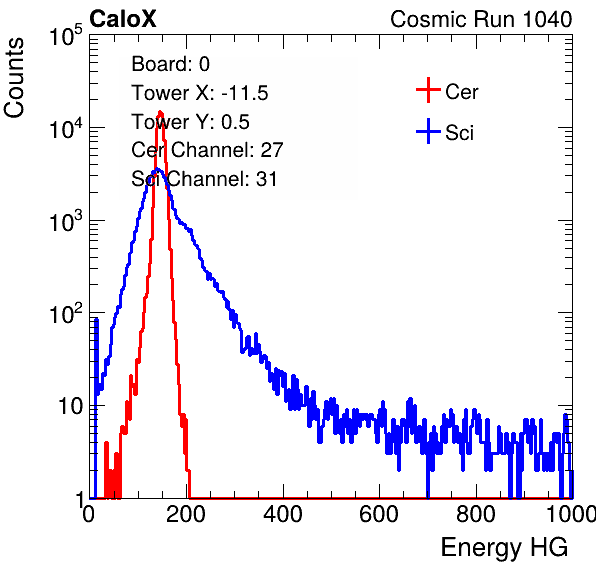 CaloX Cosmic Run 1040
Counts
10^5
10^4
10^3
10^2
10
1
Board: 0
Tower X: -11.5
Tower Y: 0.5
Cer Channel: 27
Sci Channel: 31
Cer
Sci
0 200 400 600 800 1000
Energy HG